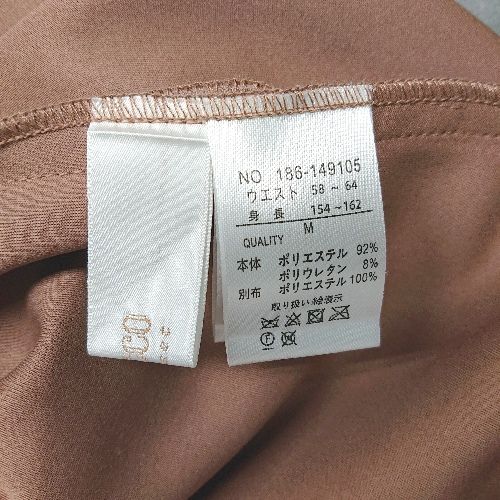 NO 186-149105
ウエスト 58 ~ 64
身 長 154 ~ 162
M
QUALITY
本体 ポリエステル 92%
ポリウレタン 8%
別布 ポリエステル 100%
取り扱い絵表示